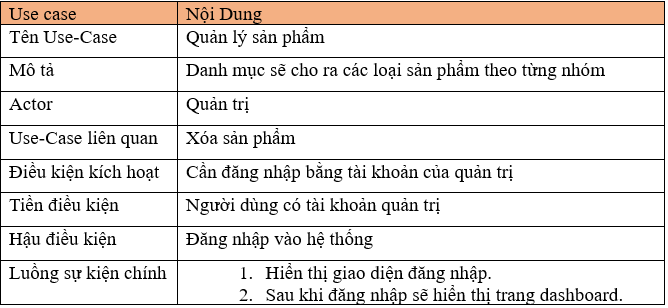 Use case Nội Dung
Tên Use-Case Quản lý sản phẩm
Mô tả Danh mục sẽ cho ra các loại sản phẩm theo từng nhóm
Actor Quản trị
Use-Case liên quan Xóa sản phẩm
Điều kiện kích hoạt Cần đăng nhập bằng tài khoản của quản trị
Tiền điều kiện Người dùng có tài khoản quản trị
Hậu điều kiện Đăng nhập vào hệ thống
Luồng sự kiện chính 1. Hiển thị giao diện đăng nhập.
2. Sau khi đăng nhập sẽ hiển thị trang dashboard.